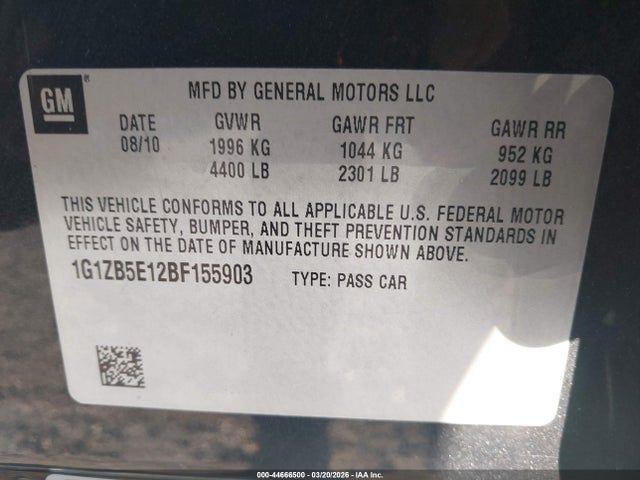 GM ®
MFD BY GENERAL MOTORS LLC
DATE GVWR GAWR FRT GAWR RR
08/10 1996 KG 1044 KG 952 KG
4400 LB 2301 LB 2099 LB
THIS VEHICLE CONFORMS TO ALL APPLICABLE U.S. FEDERAL MOTOR
VEHICLE SAFETY, BUMPER, AND THEFT PREVENTION STANDARDS IN
EFFECT ON THE DATE OF MANUFACTURE SHOWN ABOVE.
1G1ZB5E12BF155903 TYPE: PASS CAR
000-44666500 | 03/20/2026 | IAA Inc.